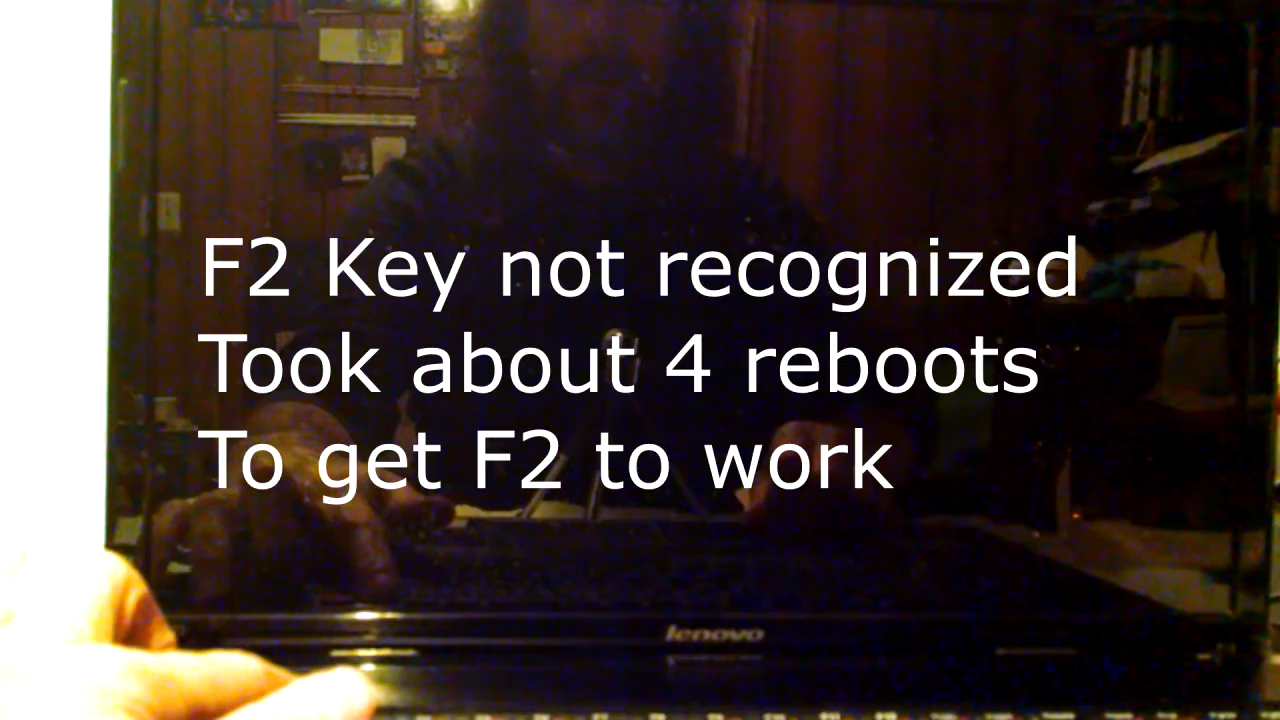 F2 Key not recognized
Took about 4 reboots
To get F2 to work
lenovo